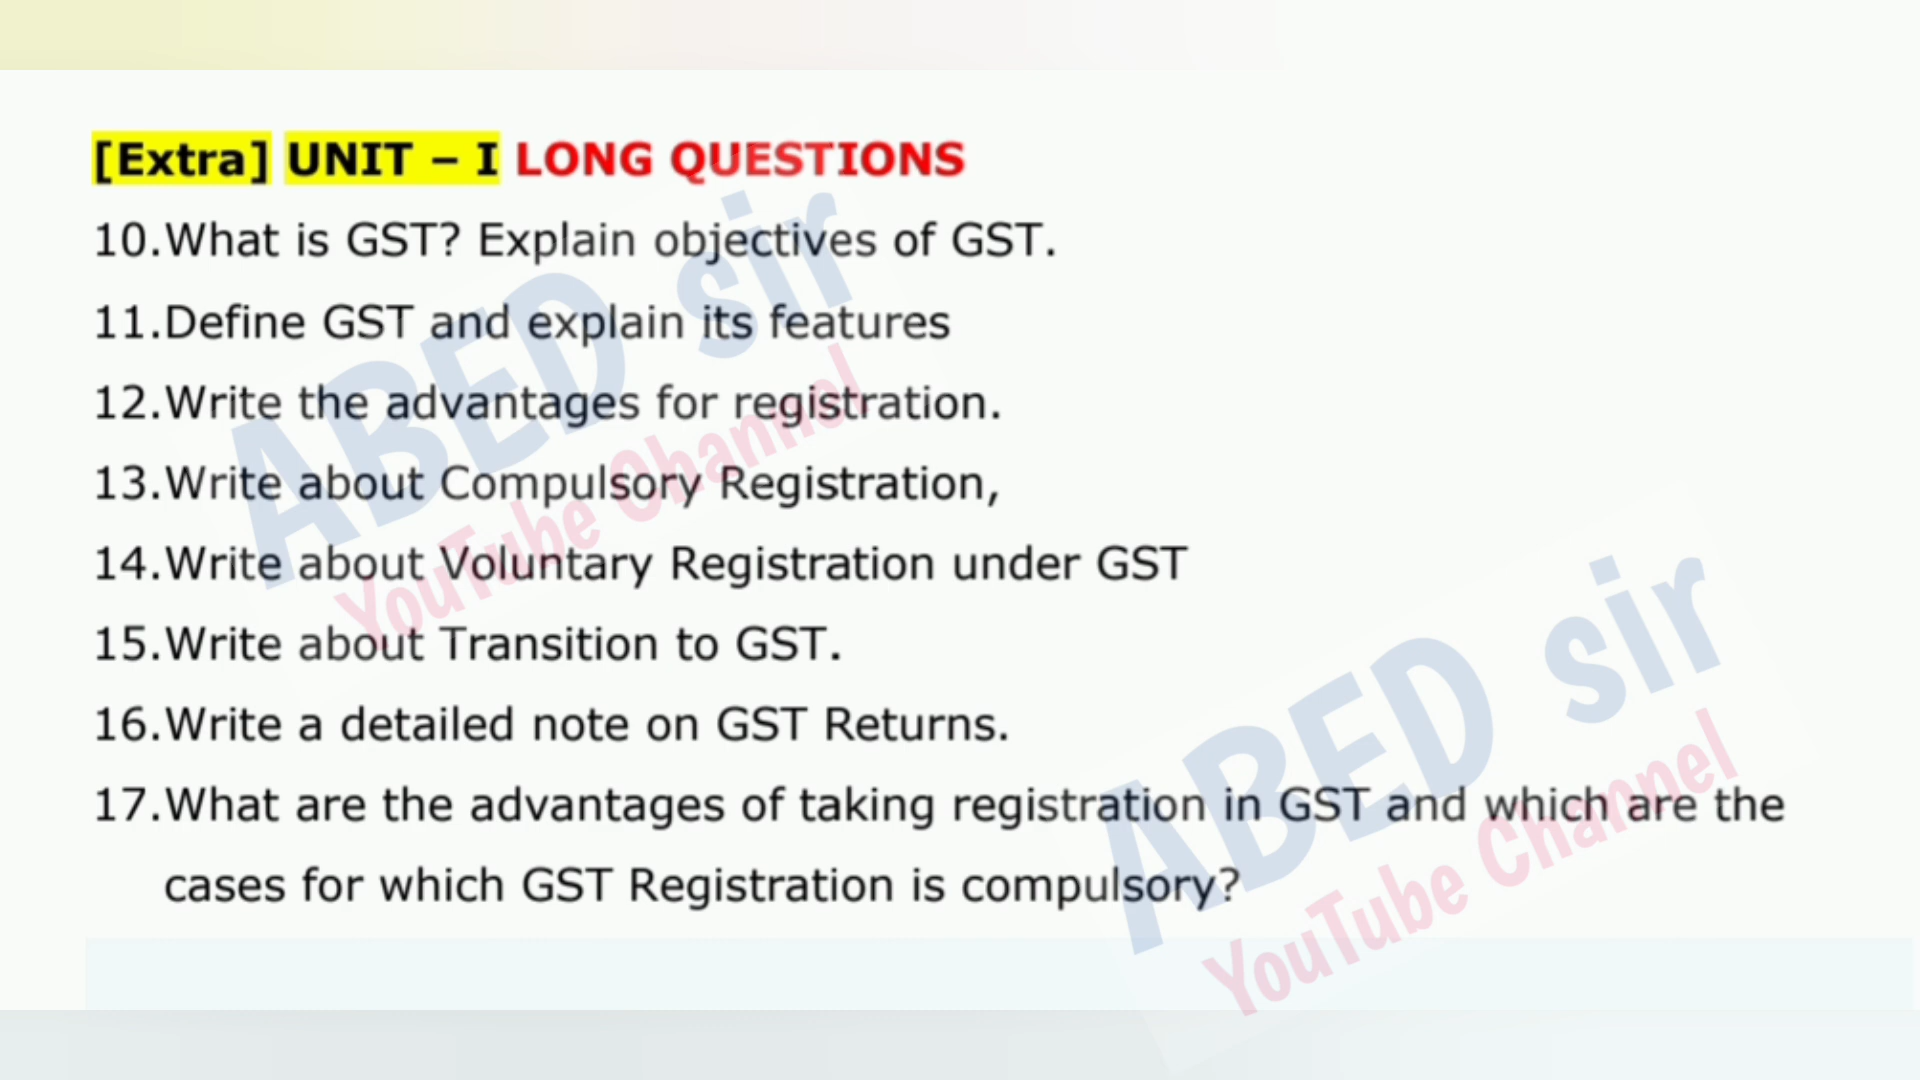 [Extra] UNIT – I LONG QUESTIONS
10.What is GST? Explain objectives of GST.
11.Define GST and explain its features
12.Write the advantages for registration.
13.Write about Compulsory Registration,
14.Write about Voluntary Registration under GST
15.Write about Transition to GST.
16.Write a detailed note on GST Returns.
17.What are the advantages of taking registration in GST and which are the
cases for which GST Registration is compulsory?
ABED sir
YouTube Channel
ABED sir
YouTube Channel